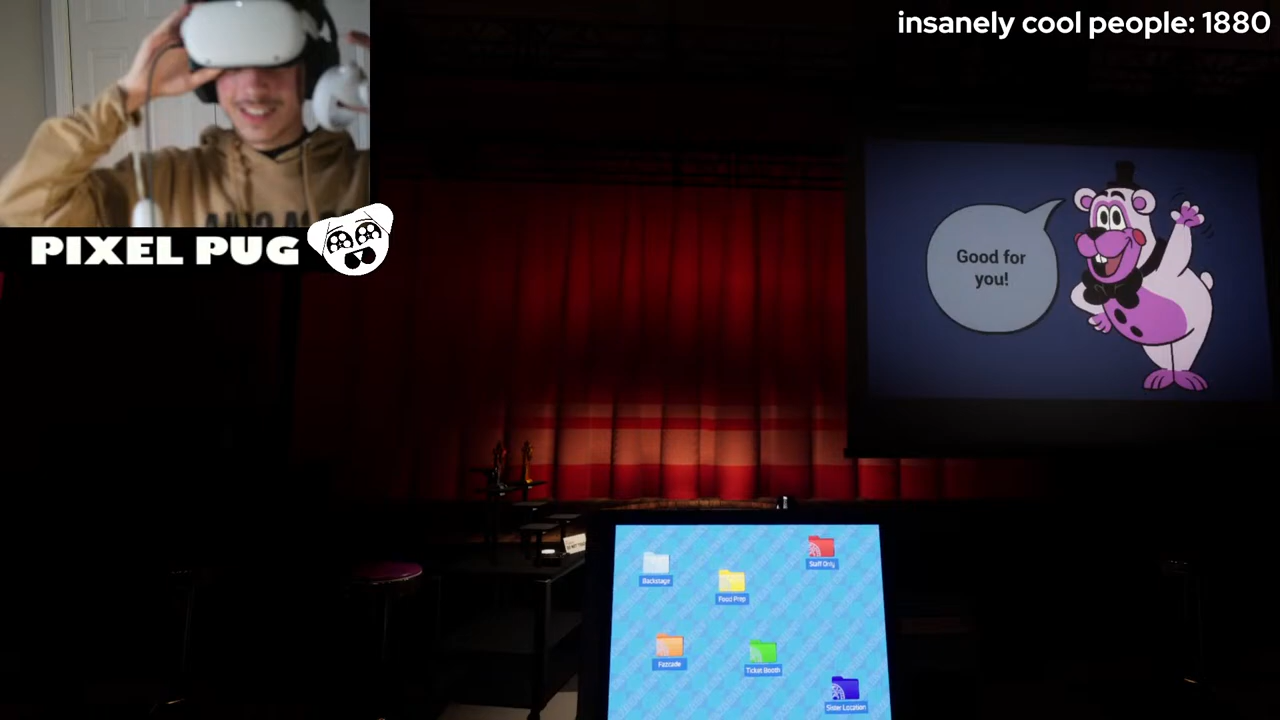 insanely cool people: 1880
PIXEL PUG
Good for
you!
Backstage
Staff Only
Food Prep
Fazcade
Ticket Booth
Sister Location